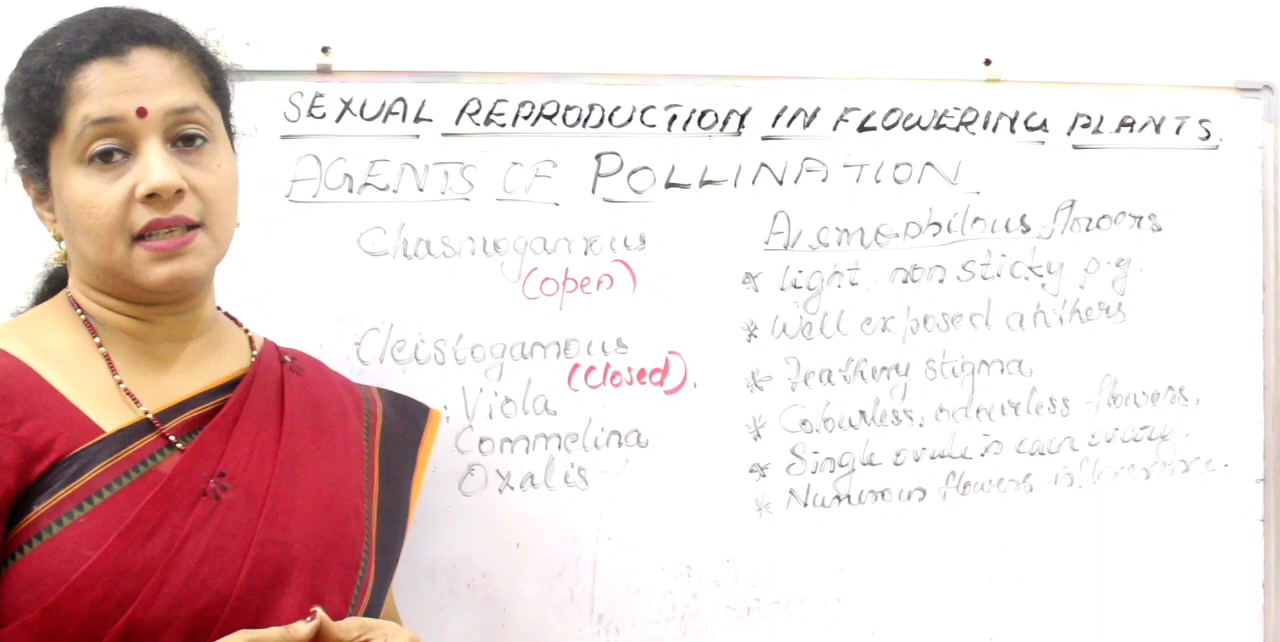 SEXUAL REPRODUCTION IN FLOWERING PLANTS.
AGENTS OF POLLINATION
Chasmogamous
(open)
Cleistogamous
(Closed).
Viola
Commelina
Oxalis
Anemophilous flowers
* light non sticky p.g.
* Well exposed anthers
* Feathery stigma
* Colourless, odourless flowers.
* Single ovule in each ovary.
* Numerous flowers - inflorescence.